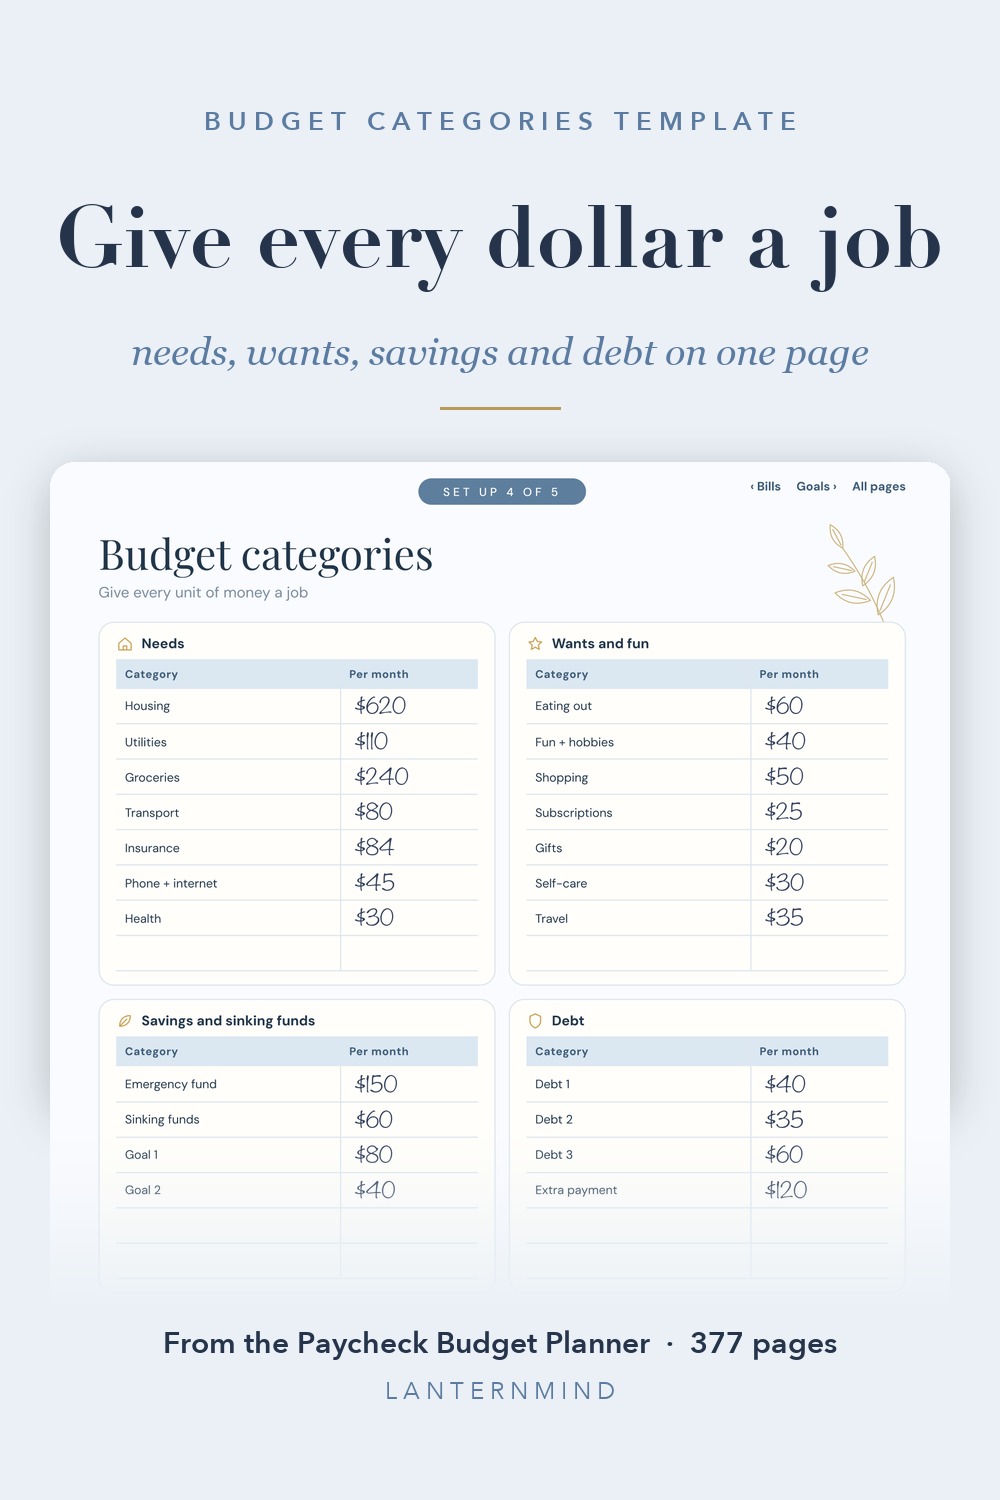 BUDGET CATEGORIES TEMPLATE
Give every dollar a job
needs, wants, savings and debt on one page
SET UP 4 OF 5
‹ Bills Goals › All pages
Budget categories
Give every unit of money a job
Needs
Category Per month
Housing $620
Utilities $110
Groceries $240
Transport $80
Insurance $84
Phone + internet $45
Health $30
Wants and fun
Category Per month
Eating out $60
Fun + hobbies $40
Shopping $50
Subscriptions $25
Gifts $20
Self-care $30
Travel $35
Savings and sinking funds
Category Per month
Emergency fund $150
Sinking funds $60
Goal 1 $80
Goal 2 $40
Debt
Category Per month
Debt 1 $40
Debt 2 $35
Debt 3 $60
Extra payment $120
From the Paycheck Budget Planner · 377 pages
LANTERNMIND